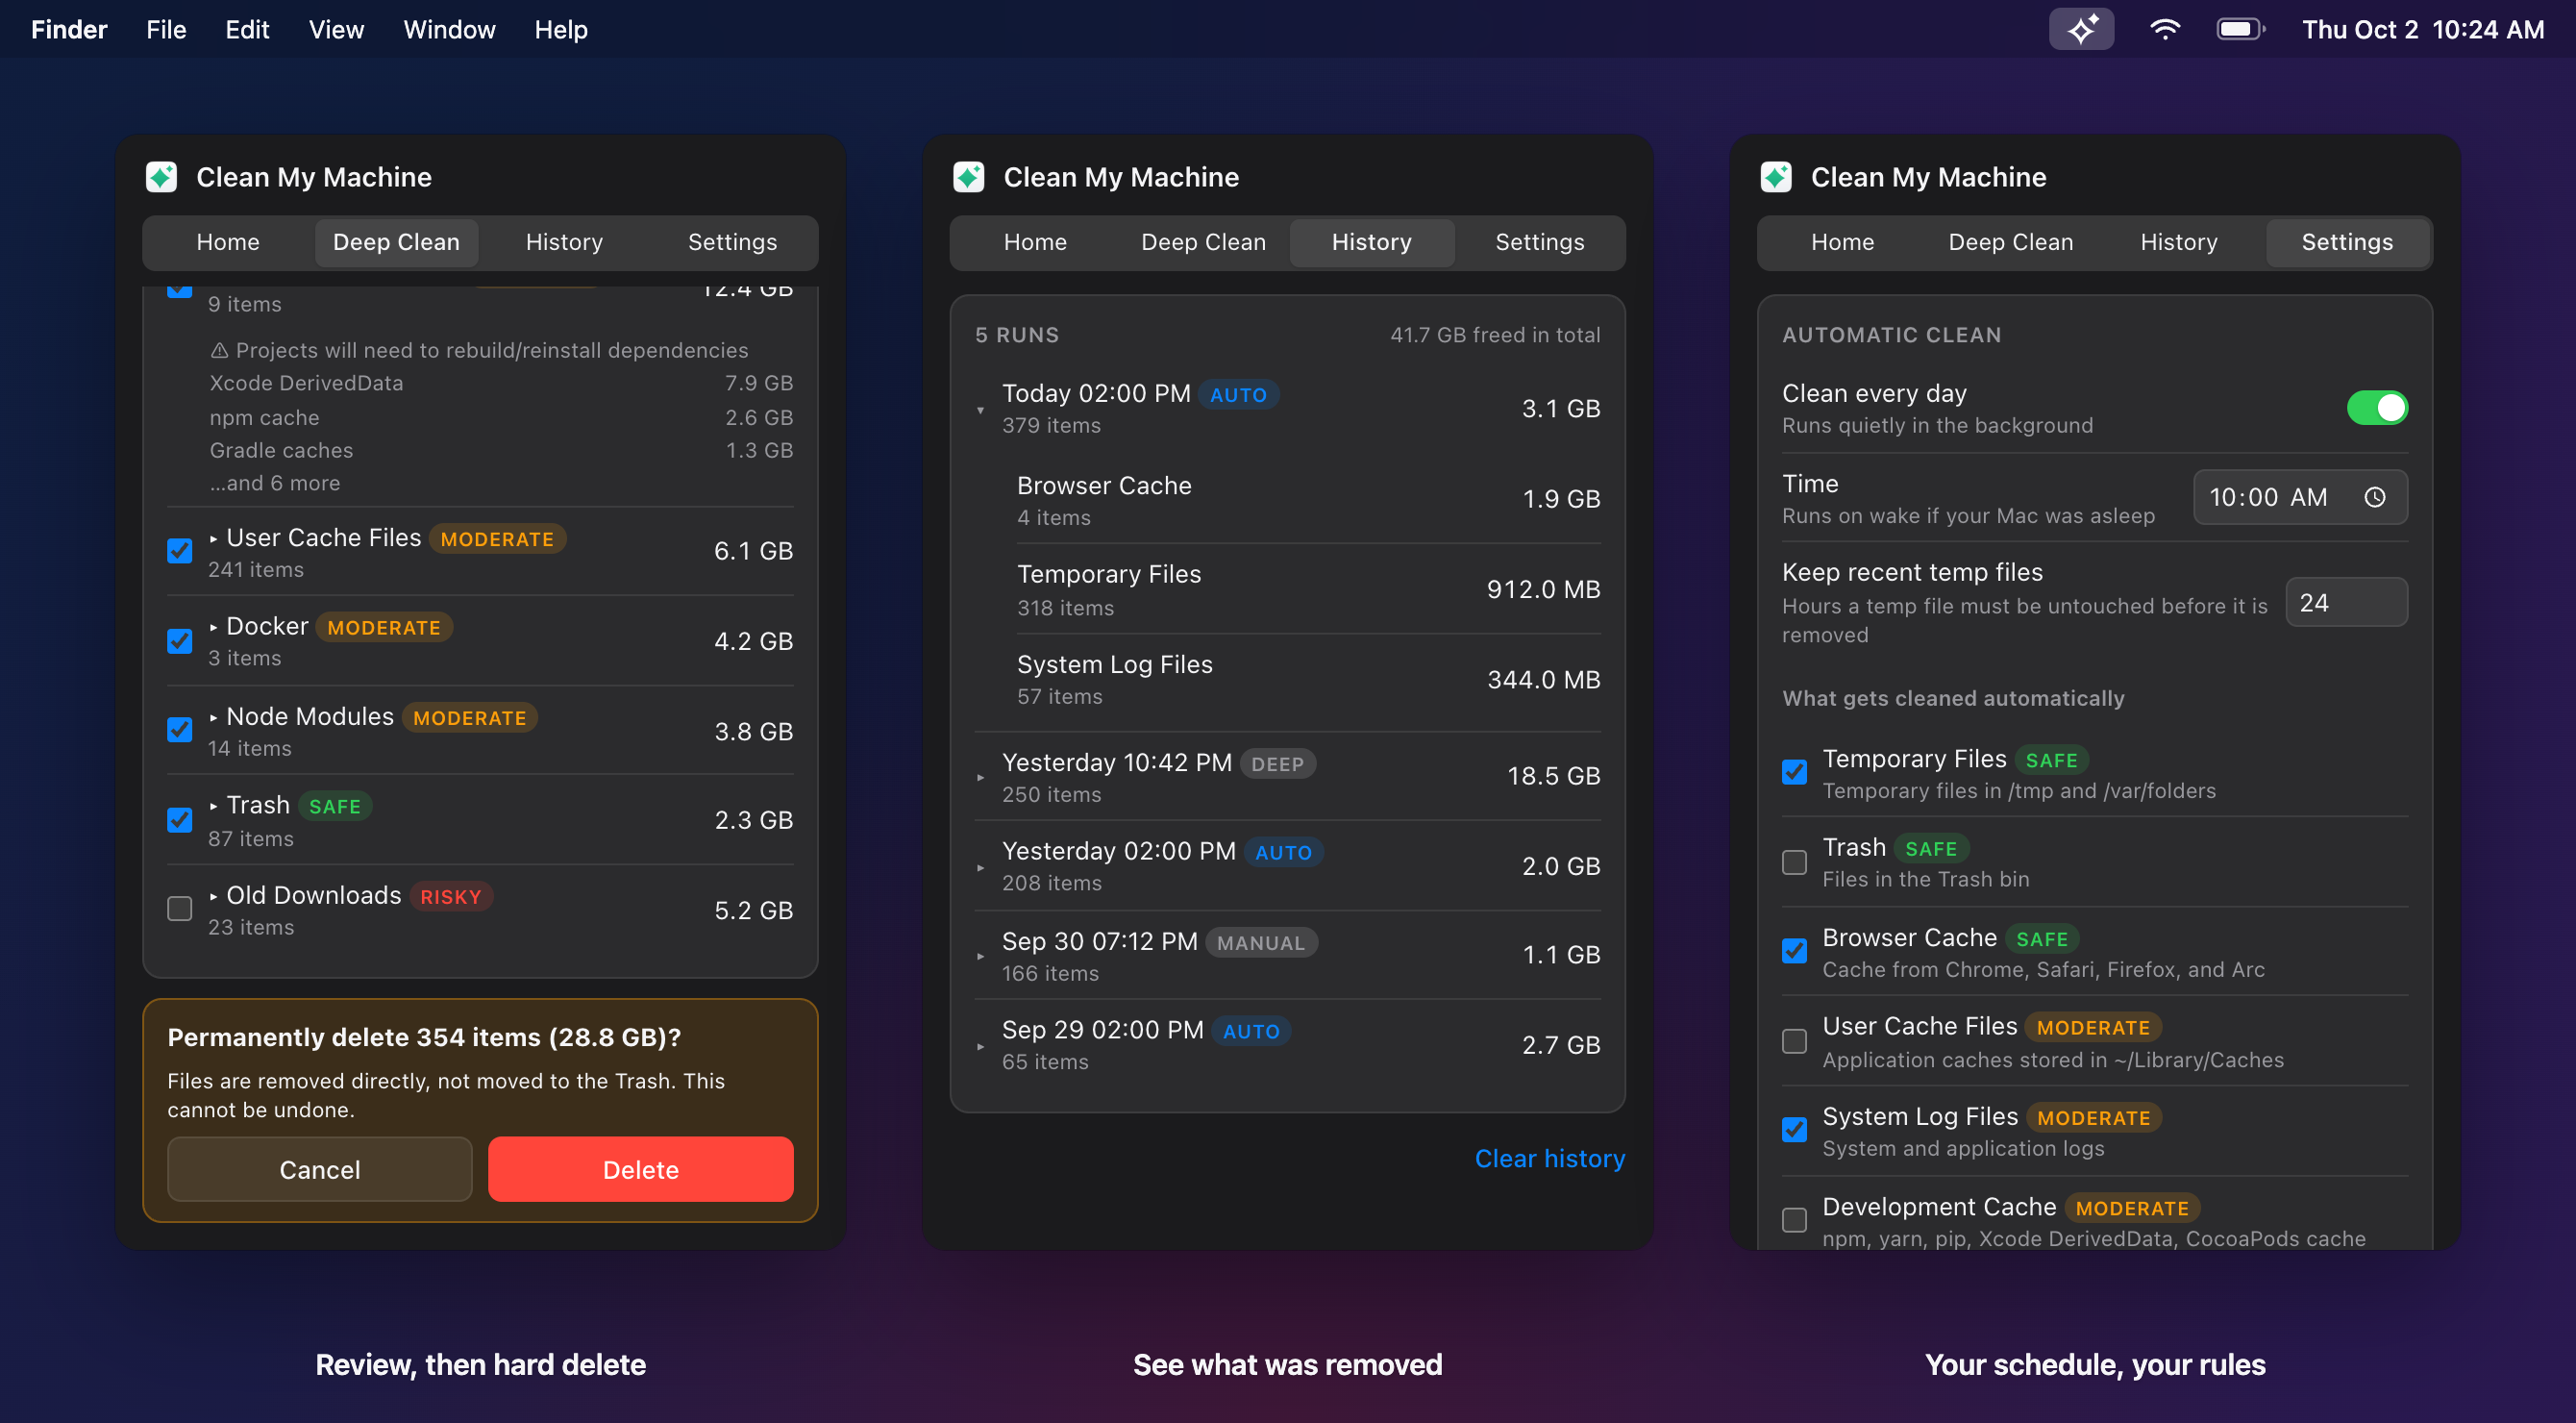 Finder File Edit View Window Help
Thu Oct 2 10:24 AM
Clean My Machine
Home Deep Clean History Settings
12.4 GB
9 items
⚠ Projects will need to rebuild/reinstall dependencies
Xcode DerivedData 7.9 GB
npm cache 2.6 GB
Gradle caches 1.3 GB
...and 6 more
User Cache Files MODERATE 6.1 GB
241 items
Docker MODERATE 4.2 GB
3 items
Node Modules MODERATE 3.8 GB
14 items
Trash SAFE 2.3 GB
87 items
Old Downloads RISKY 5.2 GB
23 items
Permanently delete 354 items (28.8 GB)?
Files are removed directly, not moved to the Trash. This
cannot be undone.
Cancel Delete
Review, then hard delete
Clean My Machine
Home Deep Clean History Settings
5 RUNS 41.7 GB freed in total
Today 02:00 PM AUTO 3.1 GB
379 items
Browser Cache 1.9 GB
4 items
Temporary Files 912.0 MB
318 items
System Log Files 344.0 MB
57 items
Yesterday 10:42 PM DEEP 18.5 GB
250 items
Yesterday 02:00 PM AUTO 2.0 GB
208 items
Sep 30 07:12 PM MANUAL 1.1 GB
166 items
Sep 29 02:00 PM AUTO 2.7 GB
65 items
Clear history
See what was removed
Clean My Machine
Home Deep Clean History Settings
AUTOMATIC CLEAN
Clean every day
Runs quietly in the background
Time 10:00 AM
Runs on wake if your Mac was asleep
Keep recent temp files
Hours a temp file must be untouched before it is 24
removed
What gets cleaned automatically
Temporary Files SAFE
Temporary files in /tmp and /var/folders
Trash SAFE
Files in the Trash bin
Browser Cache SAFE
Cache from Chrome, Safari, Firefox, and Arc
User Cache Files MODERATE
Application caches stored in ~/Library/Caches
System Log Files MODERATE
System and application logs
Development Cache MODERATE
npm, yarn, pip, Xcode DerivedData, CocoaPods cache
Your schedule, your rules